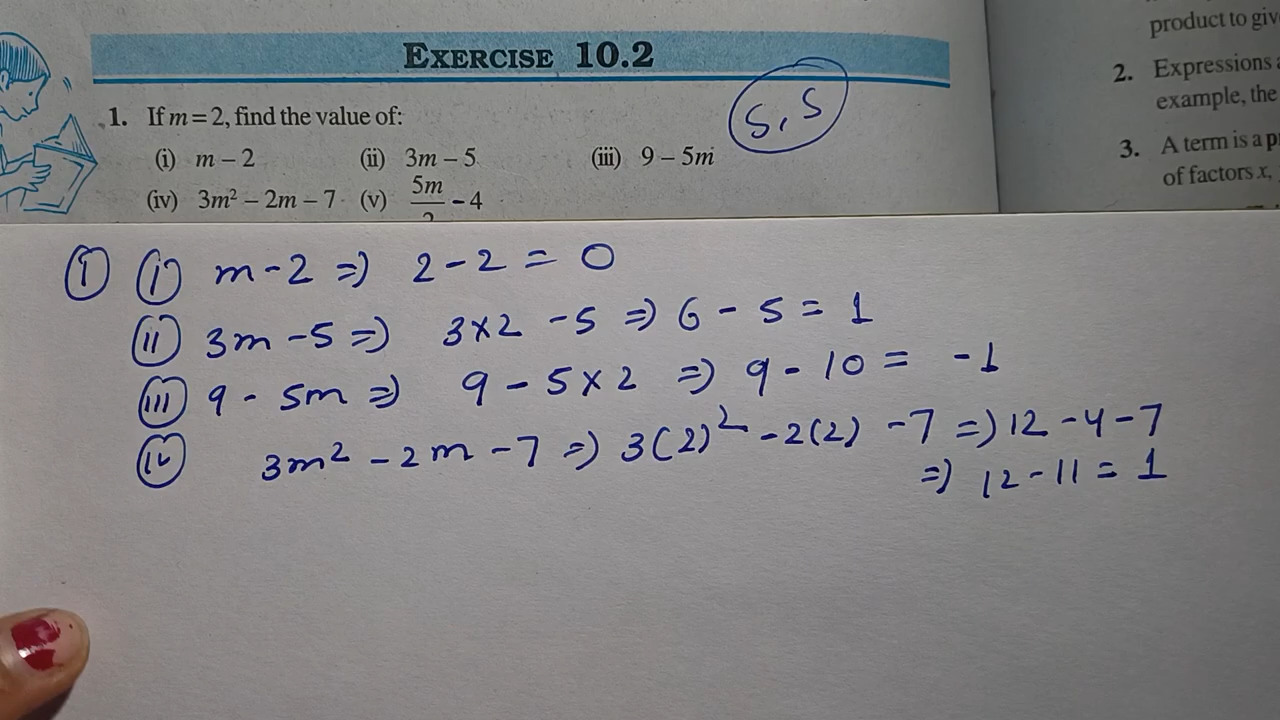 EXERCISE 10.2
S, S
1. If m = 2, find the value of:
(i) m – 2 (ii) 3m – 5 (iii) 9 – 5m
(iv) 3m² – 2m – 7 (v) 5m/2 – 4
product to giv
2. Expressions a
example, the
3. A term is a p
of factors x,
① (i) m - 2 => 2 - 2 = 0
(ii) 3m - 5 => 3×2 - 5 => 6 - 5 = 1
(iii) 9 - 5m => 9 - 5×2 => 9 - 10 = -1
(iv) 3m² - 2m - 7 => 3(2)² - 2(2) - 7 => 12 - 4 - 7
=> 12 - 11 = 1